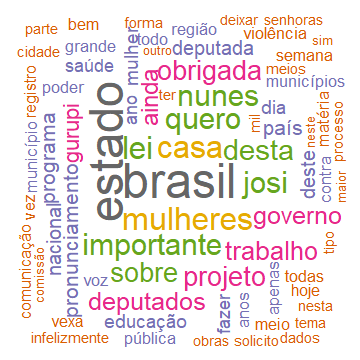 parte bem forma deixar senhoras
cidade grande todo região violência
outro deputada sim
saúde mulher obrigada semana
poder ano ainda ter meios municípios
registro gurupi nunes dia mil matéria
município programa estado quero país processo
lei casa desta deste contra neste
vez nacional pronunciamento brasil josi maior
comunicação mulheres governo
comissão importante trabalho tipo
voz sobre projeto apenas todas
deputados fazer anos hoje
vexa educação meio nesta
infelizmente pública tema
obras solicito dados